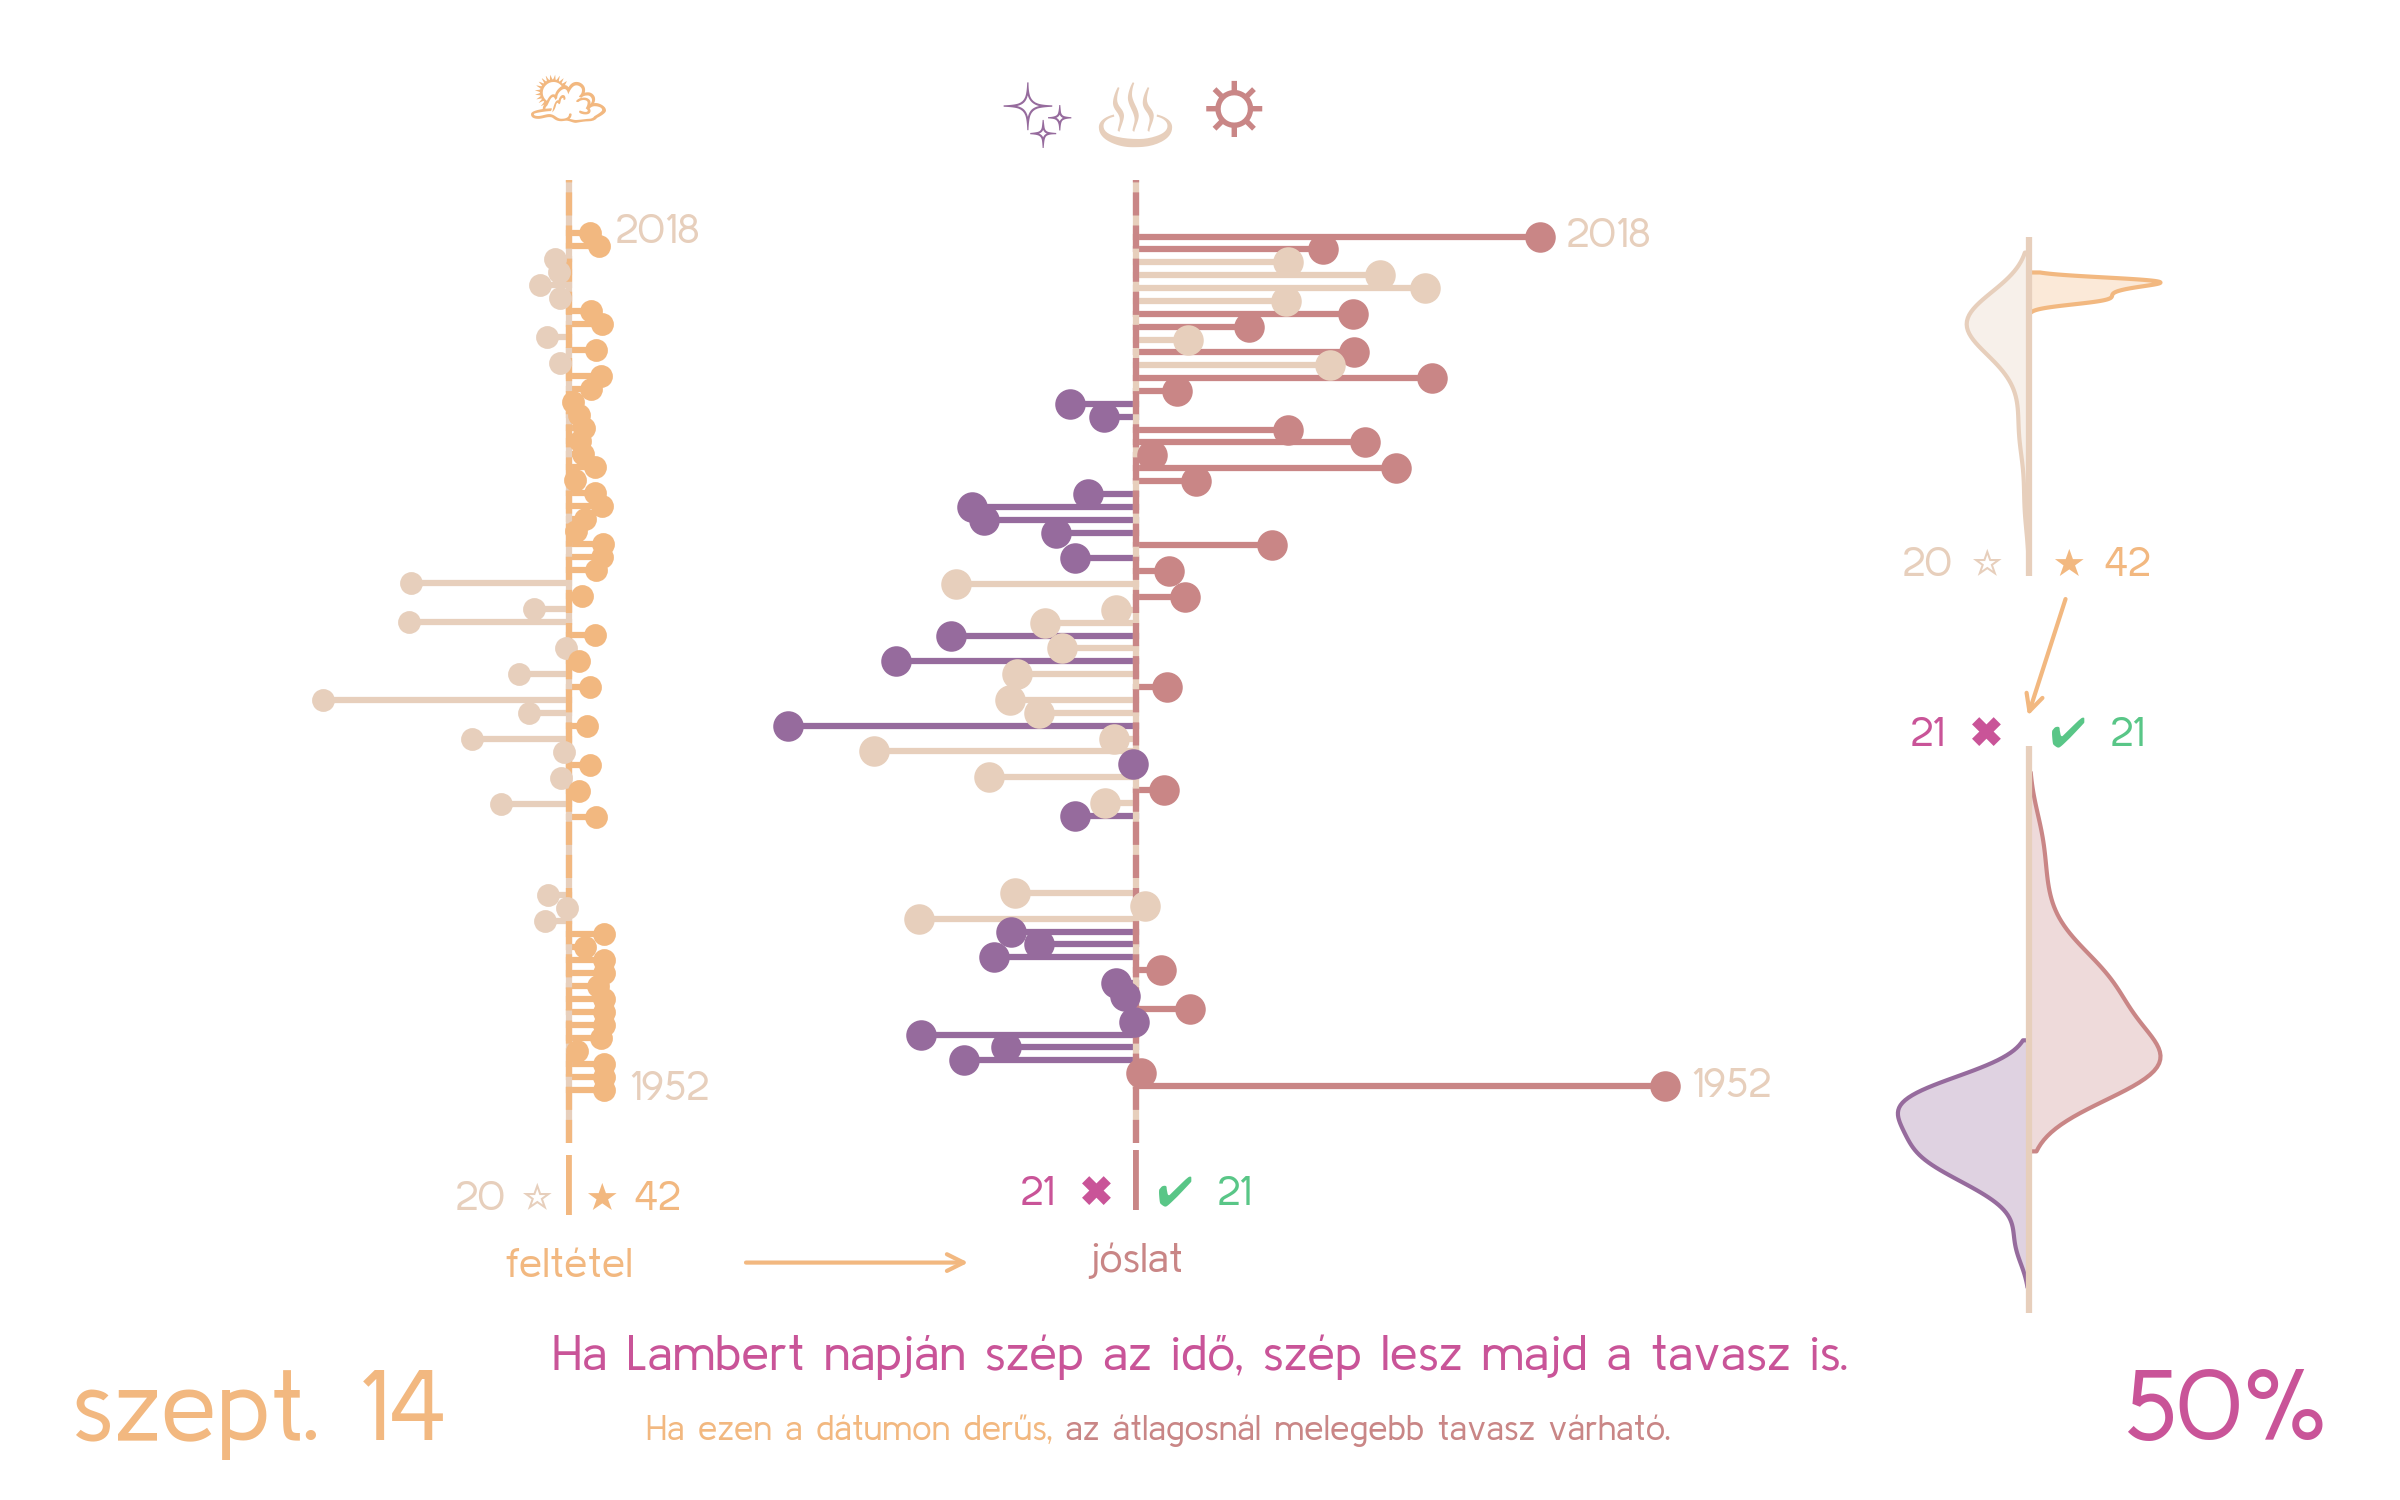 2018
2018
20 ☆ ★ 42
21 ✖ ✔ 21
1952
1952
20 ☆ ★ 42
21 ✖ ✔ 21
feltétel
jóslat
Ha Lambert napján szép az idő, szép lesz majd a tavasz is.
szept. 14
50%
Ha ezen a dátumon derűs, az átlagosnál melegebb tavasz várható.